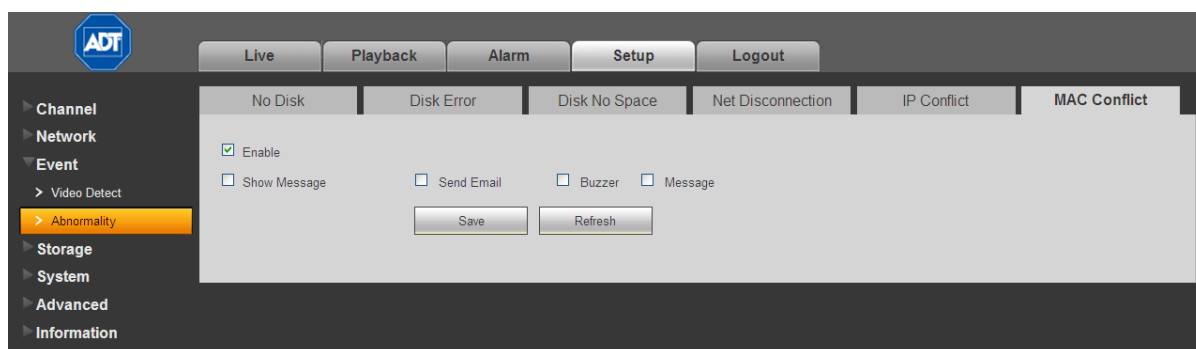 ADT
Live Playback Alarm Setup Logout
No Disk Disk Error Disk No Space Net Disconnection IP Conflict MAC Conflict
Channel
Network
Event
Video Detect
Abnormality
Storage
System
Advanced
Information
Enable
Show Message Send Email Buzzer Message
Save Refresh